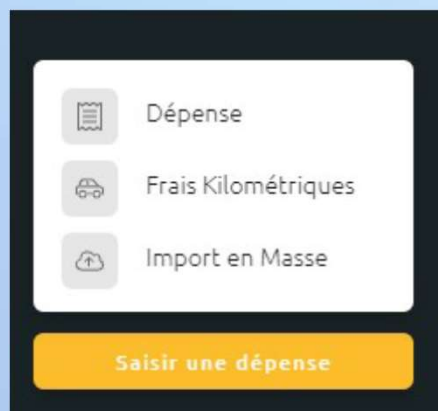 Dépense
Frais Kilométriques
Import en Masse
Saisir une dépense